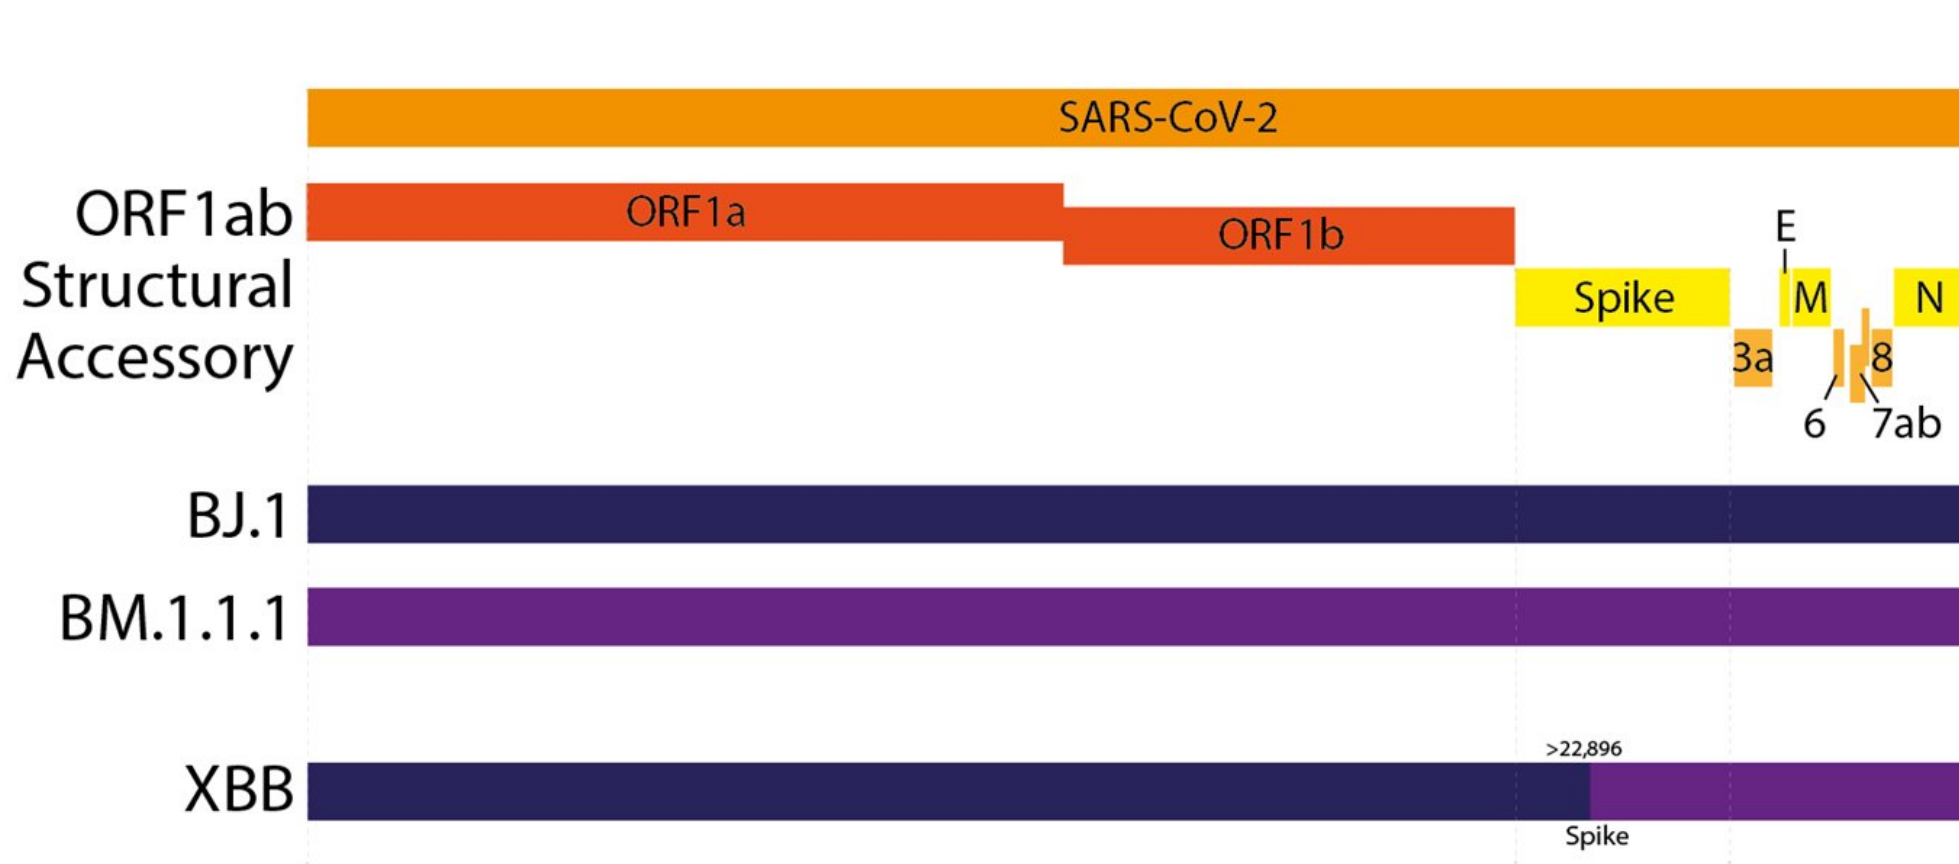 SARS-CoV-2
ORF1ab
ORF1a
ORF1b
E
Structural
Spike
M
N
Accessory
3a
8
6
7ab
BJ.1
BM.1.1.1
>22,896
XBB
Spike